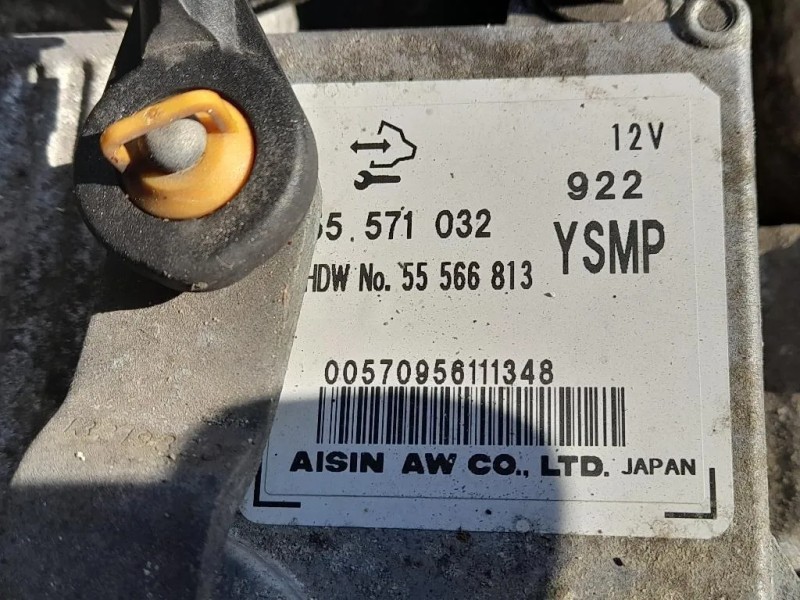 12V
922
55 571 032
YSMP
HDW No. 55 566 813
00570956111348
AISIN AW CO., LTD. JAPAN